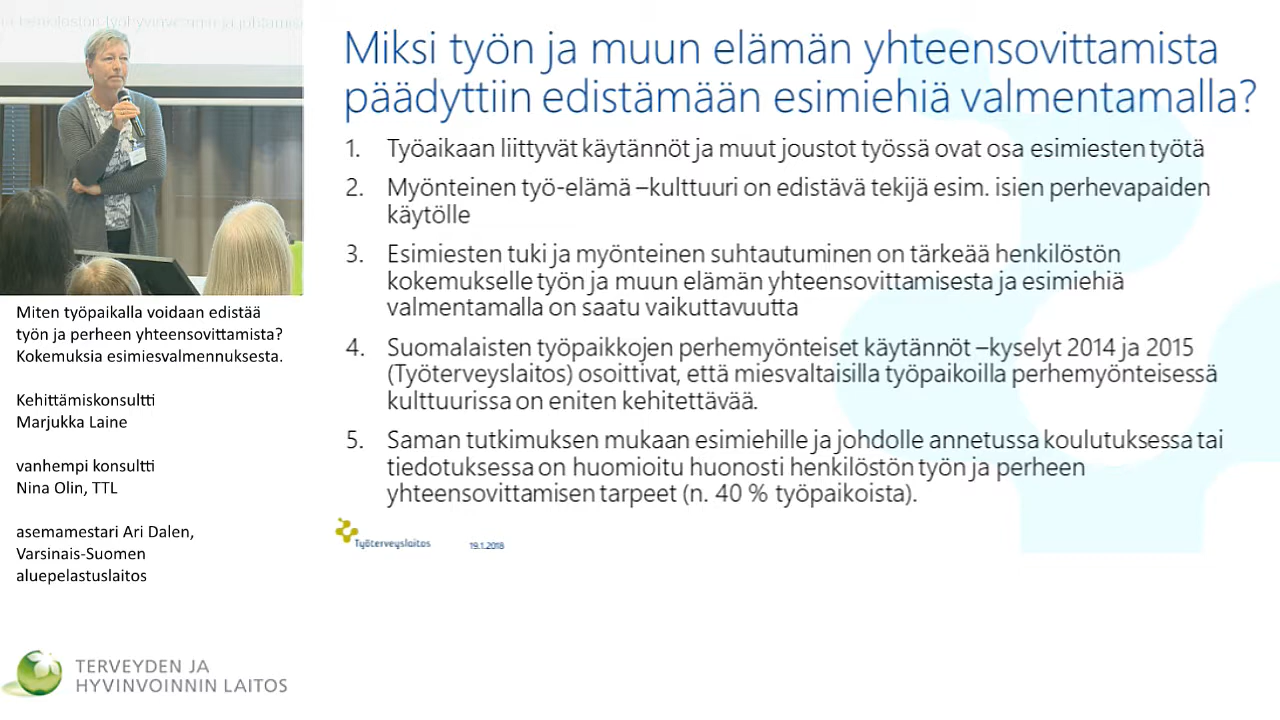 Miksi työn ja muun elämän yhteensovittamista
päädyttiin edistämään esimiehiä valmentamalla?
1. Työaikaan liittyvät käytännöt ja muut joustot työssä ovat osa esimiesten työtä
2. Myönteinen työ-elämä –kulttuuri on edistävä tekijä esim. isien perhevapaiden
käytölle
3. Esimiesten tuki ja myönteinen suhtautuminen on tärkeää henkilöstön
kokemukselle työn ja muun elämän yhteensovittamisesta ja esimiehiä
valmentamalla on saatu vaikuttavuutta
4. Suomalaisten työpaikkojen perhemyönteiset käytännöt –kyselyt 2014 ja 2015
(Työterveyslaitos) osoittivat, että miesvaltaisilla työpaikoilla perhemyönteisessä
kulttuurissa on eniten kehitettävää.
5. Saman tutkimuksen mukaan esimiehille ja johdolle annetussa koulutuksessa tai
tiedotuksessa on huomioitu huonosti henkilöstön työn ja perheen
yhteensovittamisen tarpeet (n. 40 % työpaikoista).
Työterveyslaitos
19.1.2018
Miten työpaikalla voidaan edistää
työn ja perheen yhteensovittamista?
Kokemuksia esimiesvalmennuksesta.
Kehittämiskonsultti
Marjukka Laine
vanhempi konsultti
Nina Olin, TTL
asemamestari Ari Dalen,
Varsinais-Suomen
aluepelastuslaitos
TERVEYDEN JA
HYVINVOINNIN LAITOS